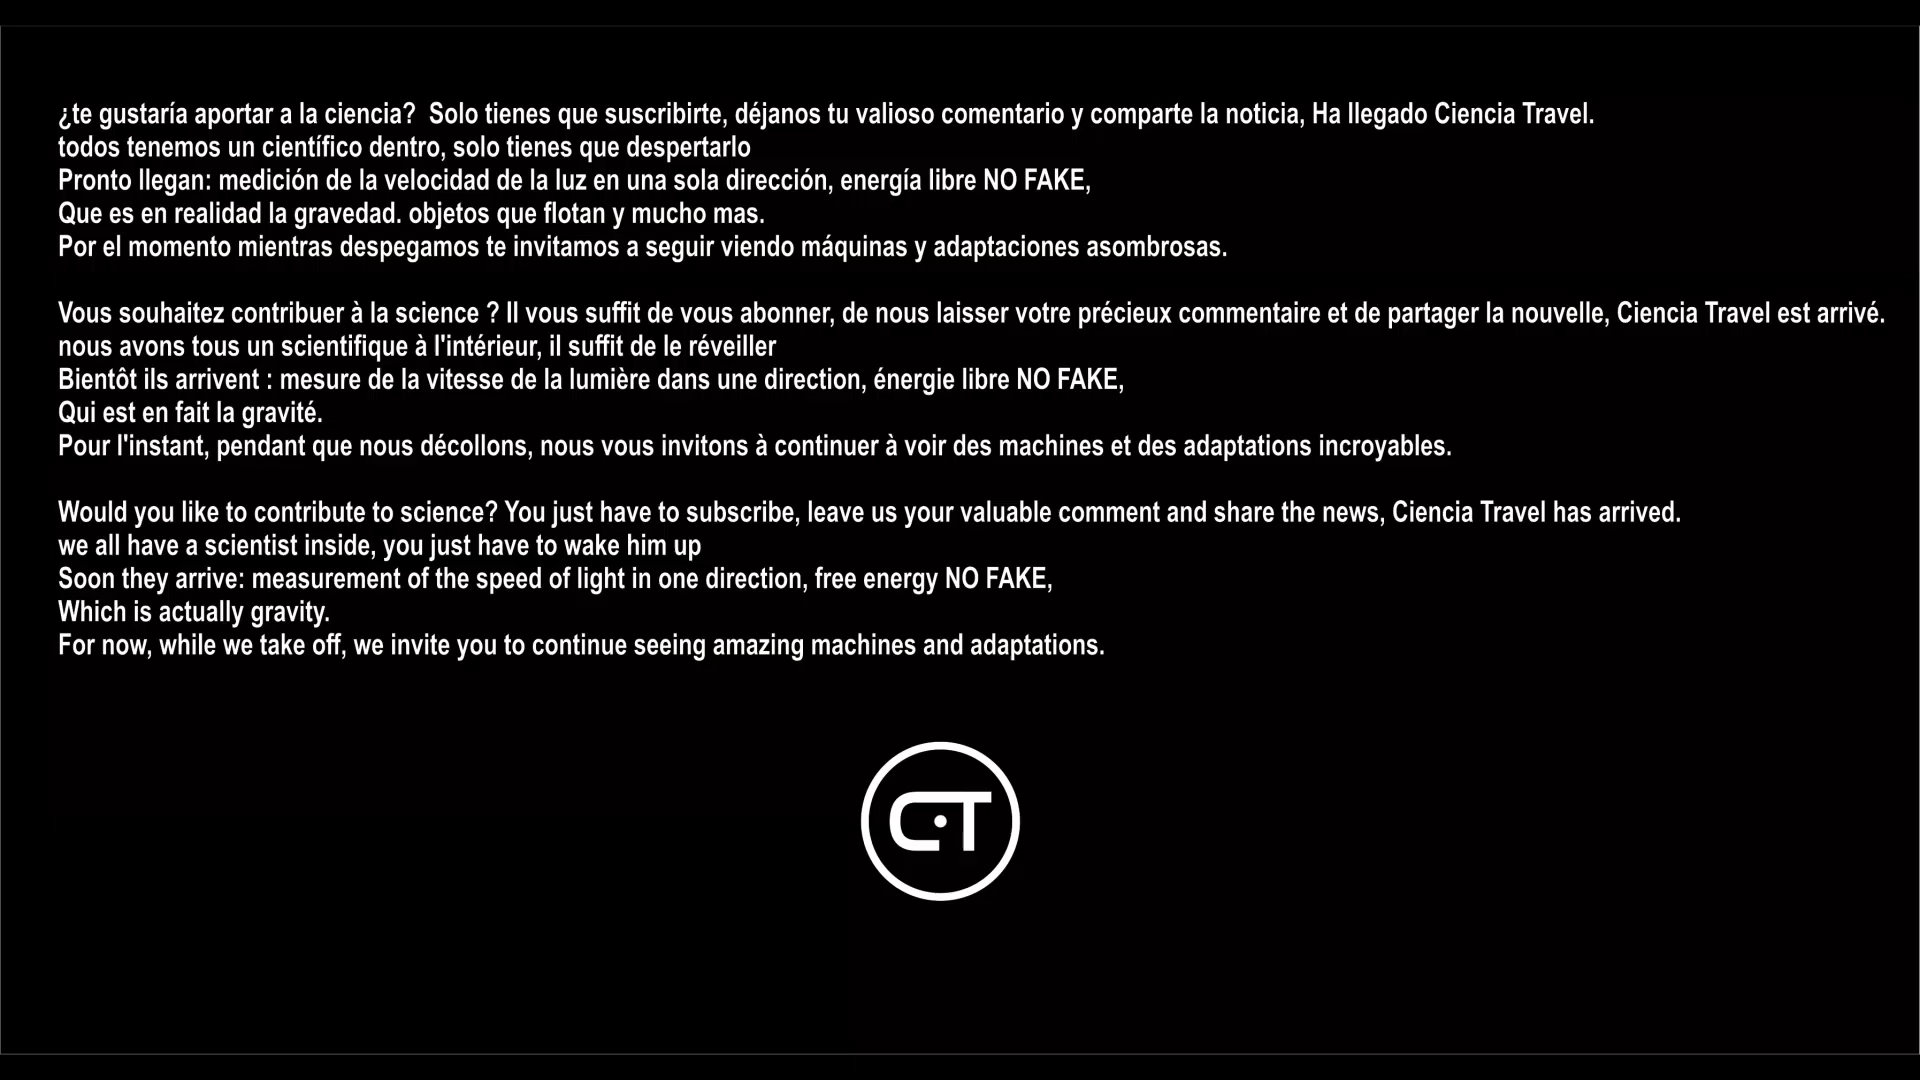 ¿te gustaría aportar a la ciencia?  Solo tienes que suscribirte, déjanos tu valioso comentario y comparte la noticia, Ha llegado Ciencia Travel.
todos tenemos un científico dentro, solo tienes que despertarlo
Pronto llegan: medición de la velocidad de la luz en una sola dirección, energía libre NO FAKE,
Que es en realidad la gravedad. objetos que flotan y mucho mas.
Por el momento mientras despegamos te invitamos a seguir viendo máquinas y adaptaciones asombrosas.
Vous souhaitez contribuer à la science ? Il vous suffit de vous abonner, de nous laisser votre précieux commentaire et de partager la nouvelle, Ciencia Travel est arrivé.
nous avons tous un scientifique à l'intérieur, il suffit de le réveiller
Bientôt ils arrivent : mesure de la vitesse de la lumière dans une direction, énergie libre NO FAKE,
Qui est en fait la gravité.
Pour l'instant, pendant que nous décollons, nous vous invitons à continuer à voir des machines et des adaptations incroyables.
Would you like to contribute to science? You just have to subscribe, leave us your valuable comment and share the news, Ciencia Travel has arrived.
we all have a scientist inside, you just have to wake him up
Soon they arrive: measurement of the speed of light in one direction, free energy NO FAKE,
Which is actually gravity.
For now, while we take off, we invite you to continue seeing amazing machines and adaptations.
CT